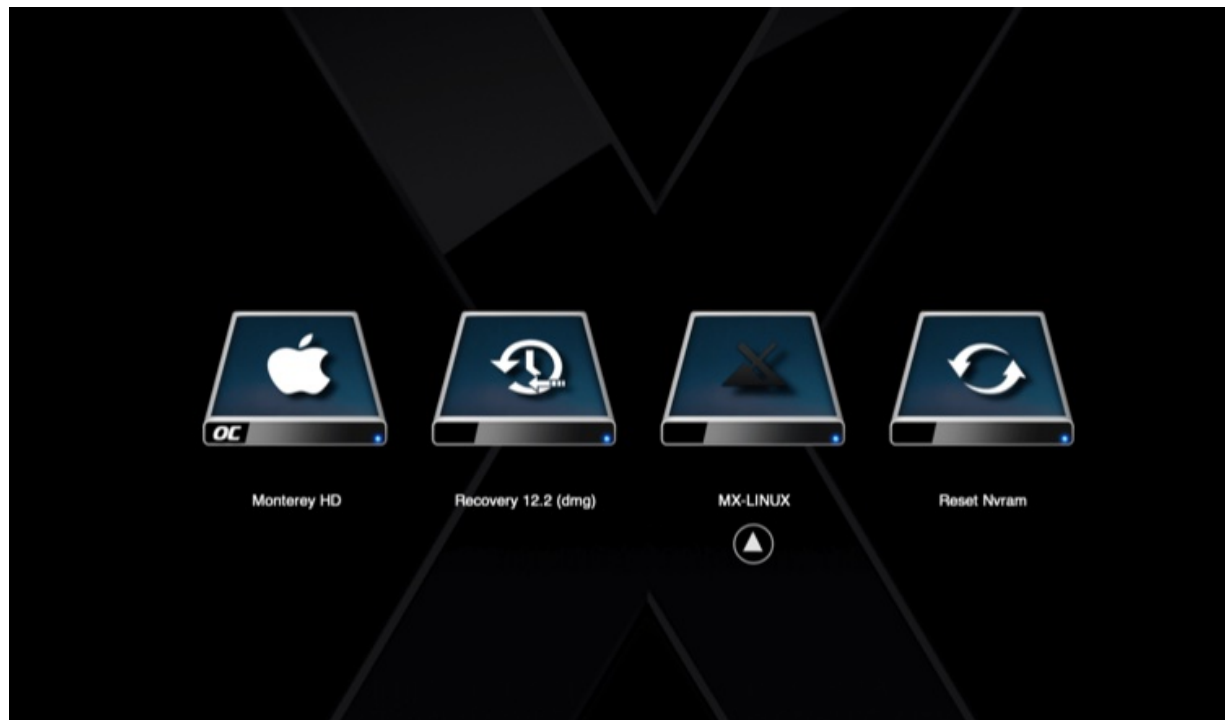 OC
Monterey HD
Recovery 12.2 (dmg)
MX-LINUX
Reset Nvram